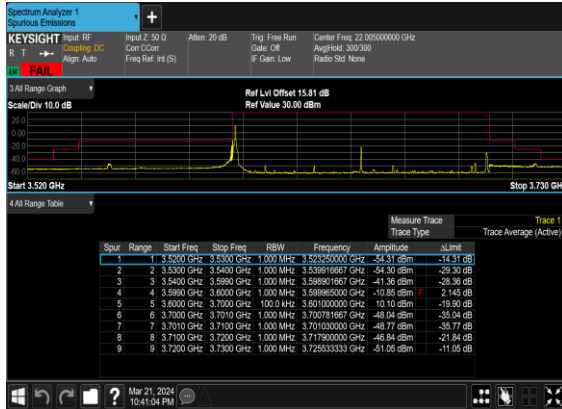 Spectrum Analyzer 1
Spurious Emissions
KEYSIGHT Input: RF Input Z: 50 Ω Atten: 20 dB Trig: Free Run Center Freq: 22.005000000 GHz
R T Coupling: DC Corr CCorr Gate: Off Avg|Hold: 300/300
Align: Auto Freq Ref: Int (S) IF Gain: Low Radio Std: None
LV FAIL
3 All Range Graph Ref Lvl Offset 15.81 dB
Scale/Div 10.0 dB Ref Value 30.00 dBm
20.0
0.00
-20.0
-40.0
-60.0
Start 3.520 GHz Stop 3.730 GH
4 All Range Table
Measure Trace Trace 1
Trace Type Trace Average (Active)
Spur Range Start Freq Stop Freq RBW Frequency Amplitude ΔLimit
1 1 3.5200 GHz 3.5300 GHz 1.000 MHz 3.523250000 GHz -54.31 dBm -14.31 dB
2 2 3.5300 GHz 3.5400 GHz 1.000 MHz 3.539916667 GHz -54.30 dBm -29.30 dB
3 3 3.5400 GHz 3.5990 GHz 1.000 MHz 3.598901667 GHz -41.36 dBm -28.36 dB
4 4 3.5990 GHz 3.6000 GHz 1.000 MHz 3.599965000 GHz -10.85 dBm F 2.145 dB
5 5 3.6000 GHz 3.7000 GHz 100.0 kHz 3.601000000 GHz 10.10 dBm -19.90 dB
6 6 3.7000 GHz 3.7010 GHz 1.000 MHz 3.700781667 GHz -48.04 dBm -35.04 dB
7 7 3.7010 GHz 3.7100 GHz 1.000 MHz 3.701030000 GHz -48.77 dBm -35.77 dB
8 8 3.7100 GHz 3.7200 GHz 1.000 MHz 3.717900000 GHz -46.84 dBm -21.84 dB
9 9 3.7200 GHz 3.7300 GHz 1.000 MHz 3.725533333 GHz -51.05 dBm -11.05 dB
? Mar 21, 2024
10:41:04 PM